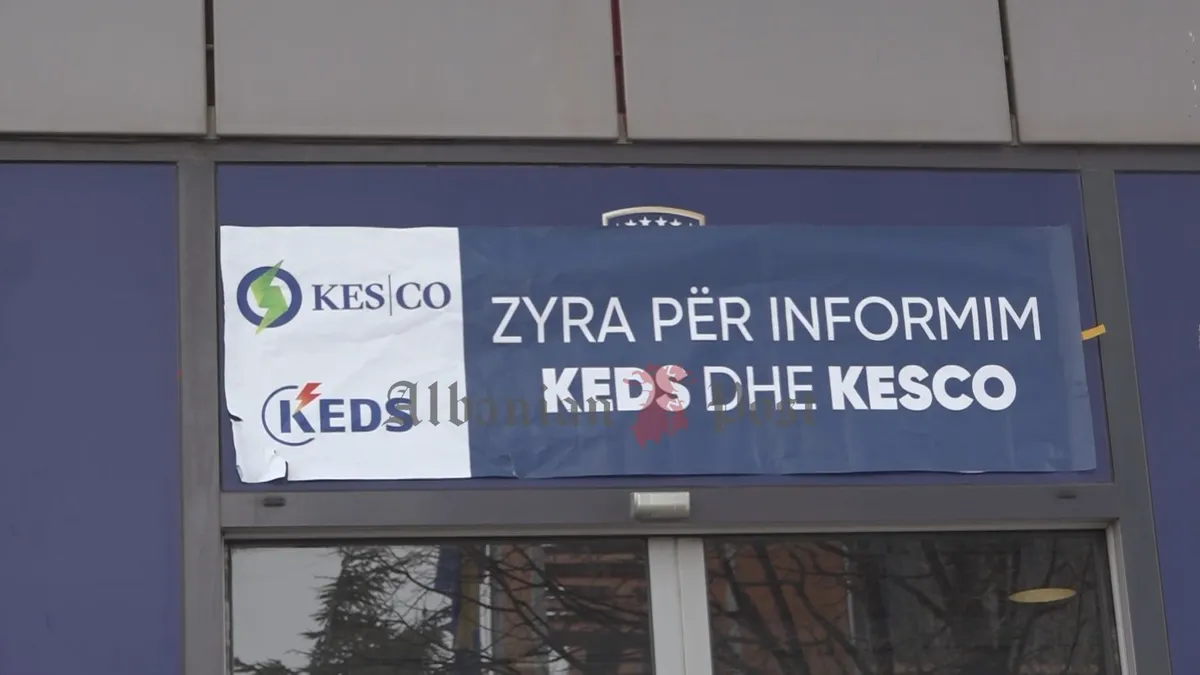 KES|CO
KEDS
ZYRA PËR INFORMIM
KEDS DHE KESCO
Albanian Post